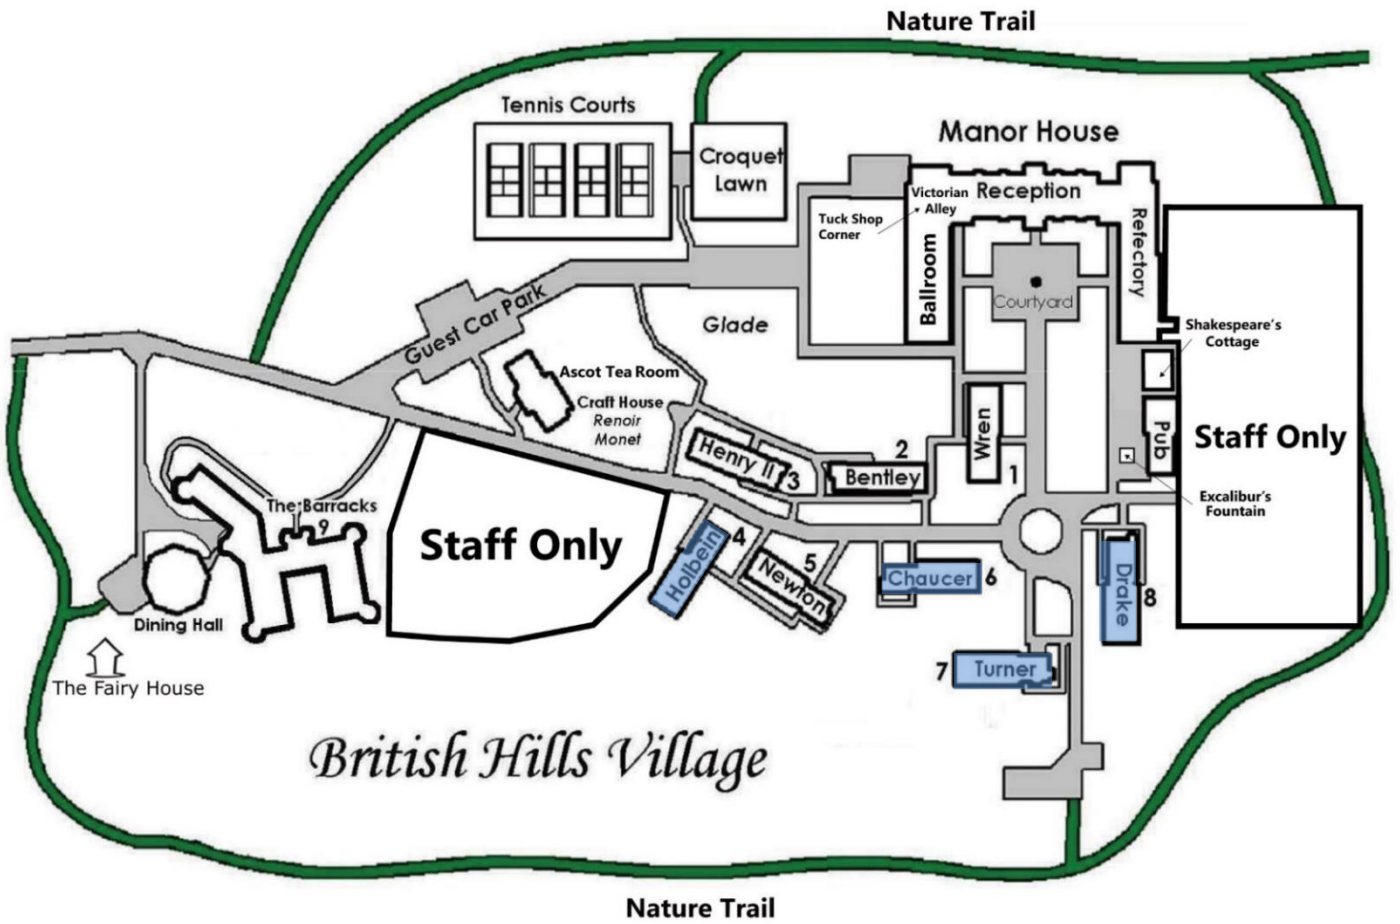 Nature Trail
Tennis Courts
Manor House
Croquet
Lawn
Victorian
Alley
Reception
Tuck Shop
Corner
Refectory
Ballroom
Courtyard
Guest Car Park
Glade
Shakespeare's
Cottage
Ascot Tea Room
Craft House
Renoir
Monet
Wren
Pub
Staff Only
Henry II
3
2
Bentley
1
Excalibur's
Fountain
The Barracks
9
Staff Only
Holbein
4
5
Newton
Chaucer
6
Drake
8
Dining Hall
7
Turner
The Fairy House
British Hills Village
Nature Trail